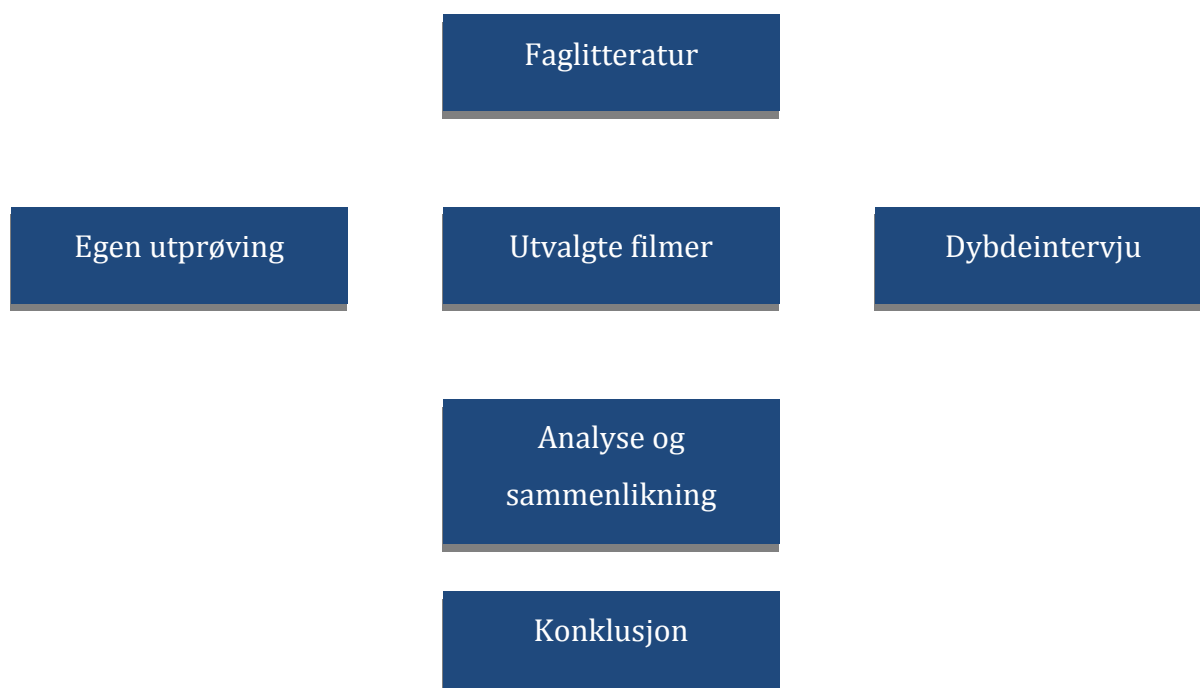 Faglitteratur
Egen utprøving
Utvalgte filmer
Dybdeintervju
Analyse og
sammenlikning
Konklusjon